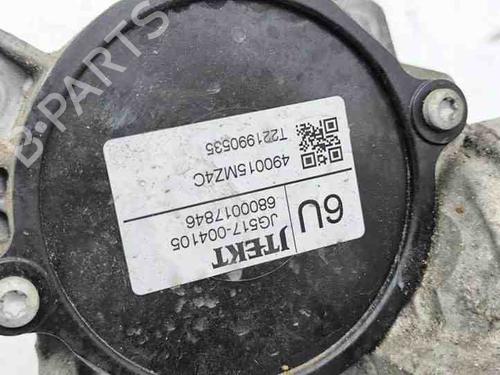 JTEKT
JG517-004105
6800017846
6U
490015MZ4C
T221990535
B-PARTS